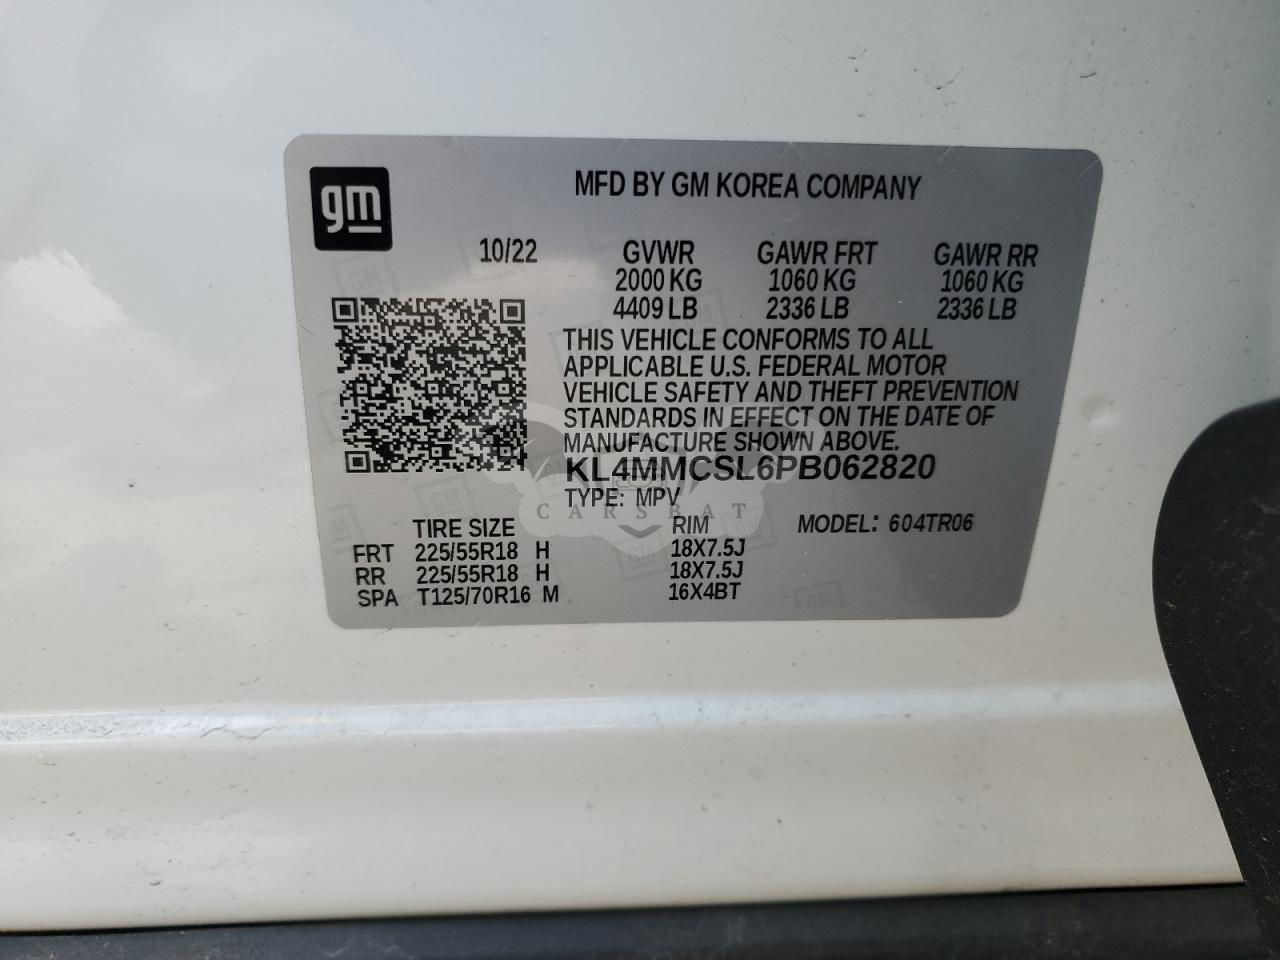 gm
MFD BY GM KOREA COMPANY
10/22 GVWR GAWR FRT GAWR RR
2000 KG 1060 KG 1060 KG
4409 LB 2336 LB 2336 LB
THIS VEHICLE CONFORMS TO ALL
APPLICABLE U.S. FEDERAL MOTOR
VEHICLE SAFETY AND THEFT PREVENTION
STANDARDS IN EFFECT ON THE DATE OF
MANUFACTURE SHOWN ABOVE.
KL4MMCSL6PB062820
TYPE: MPV
CARSBAT
TIRE SIZE RIM MODEL: 604TR06
FRT 225/55R18 H 18X7.5J
RR 225/55R18 H 18X7.5J
SPA T125/70R16 M 16X4BT
GM